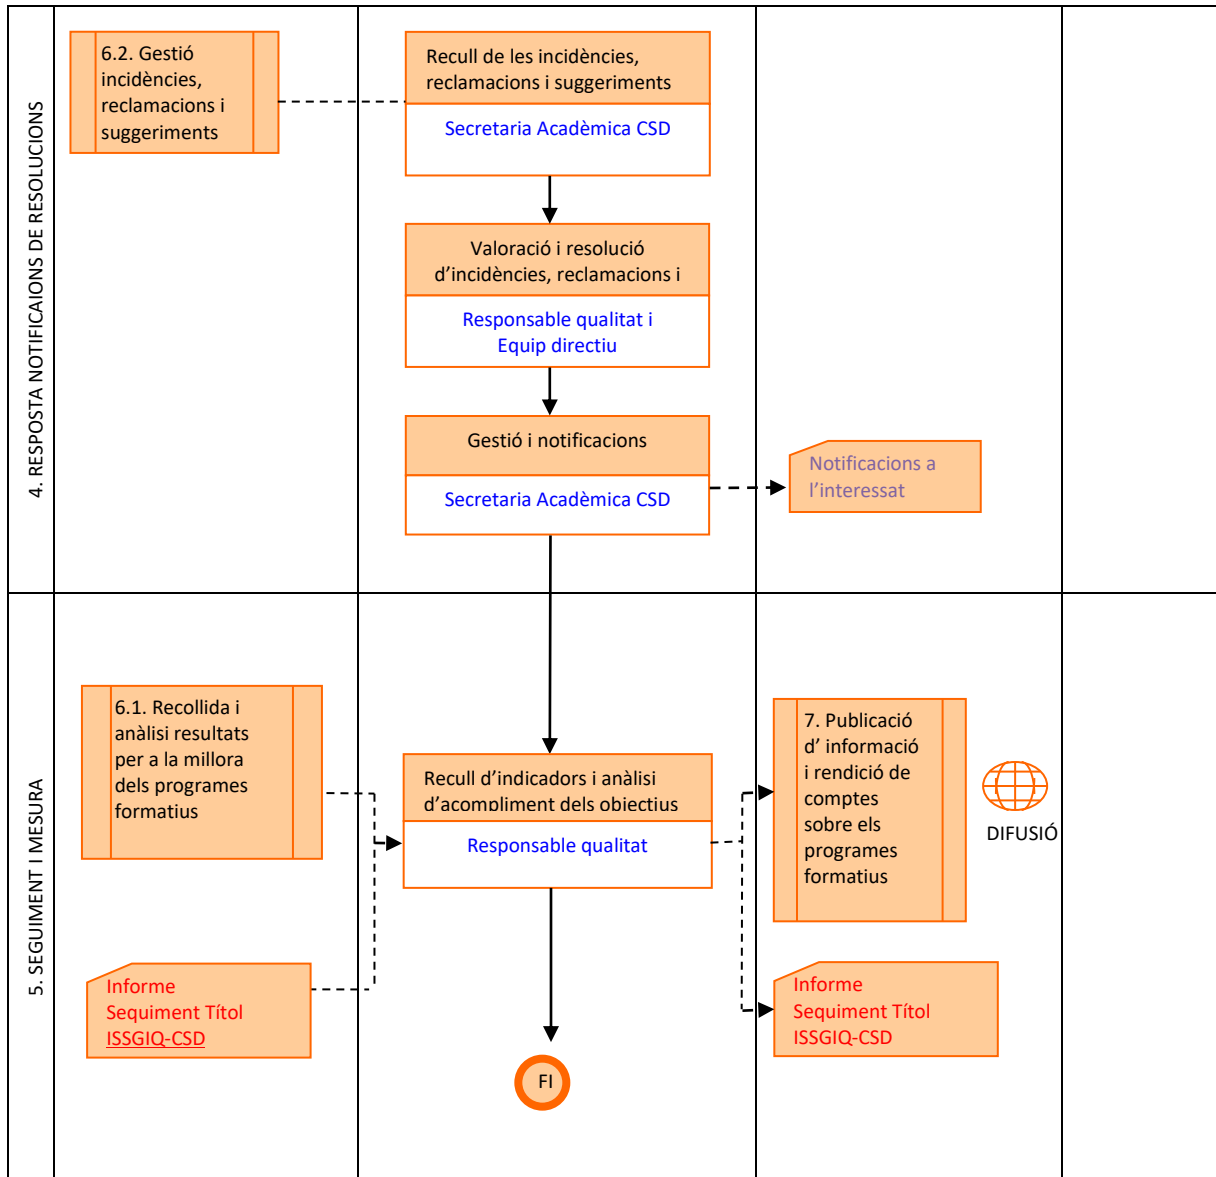 4. RESPOSTA NOTIFICAIONS DE RESOLUCIONS
6.2. Gestió
incidències,
reclamacions i
suggeriments
Recull de les incidències,
reclamacions i suggeriments
Secretaria Acadèmica CSD
Valoració i resolució
d’incidències, reclamacions i
Responsable qualitat i
Equip directiu
Gestió i notificacions
Secretaria Acadèmica CSD
Notificacions a
l’interessat
5. SEGUIMENT I MESURA
6.1. Recollida i
anàlisi resultats
per a la millora
dels programes
formatius
Informe
Sequiment Títol
ISSGIQ-CSD
Recull d’indicadors i anàlisi
d’acompliment dels objectius
Responsable qualitat
FI
7. Publicació
d’ informació
i rendició de
comptes
sobre els
programes
formatius
DIFUSIÓ
Informe
Sequiment Títol
ISSGIQ-CSD